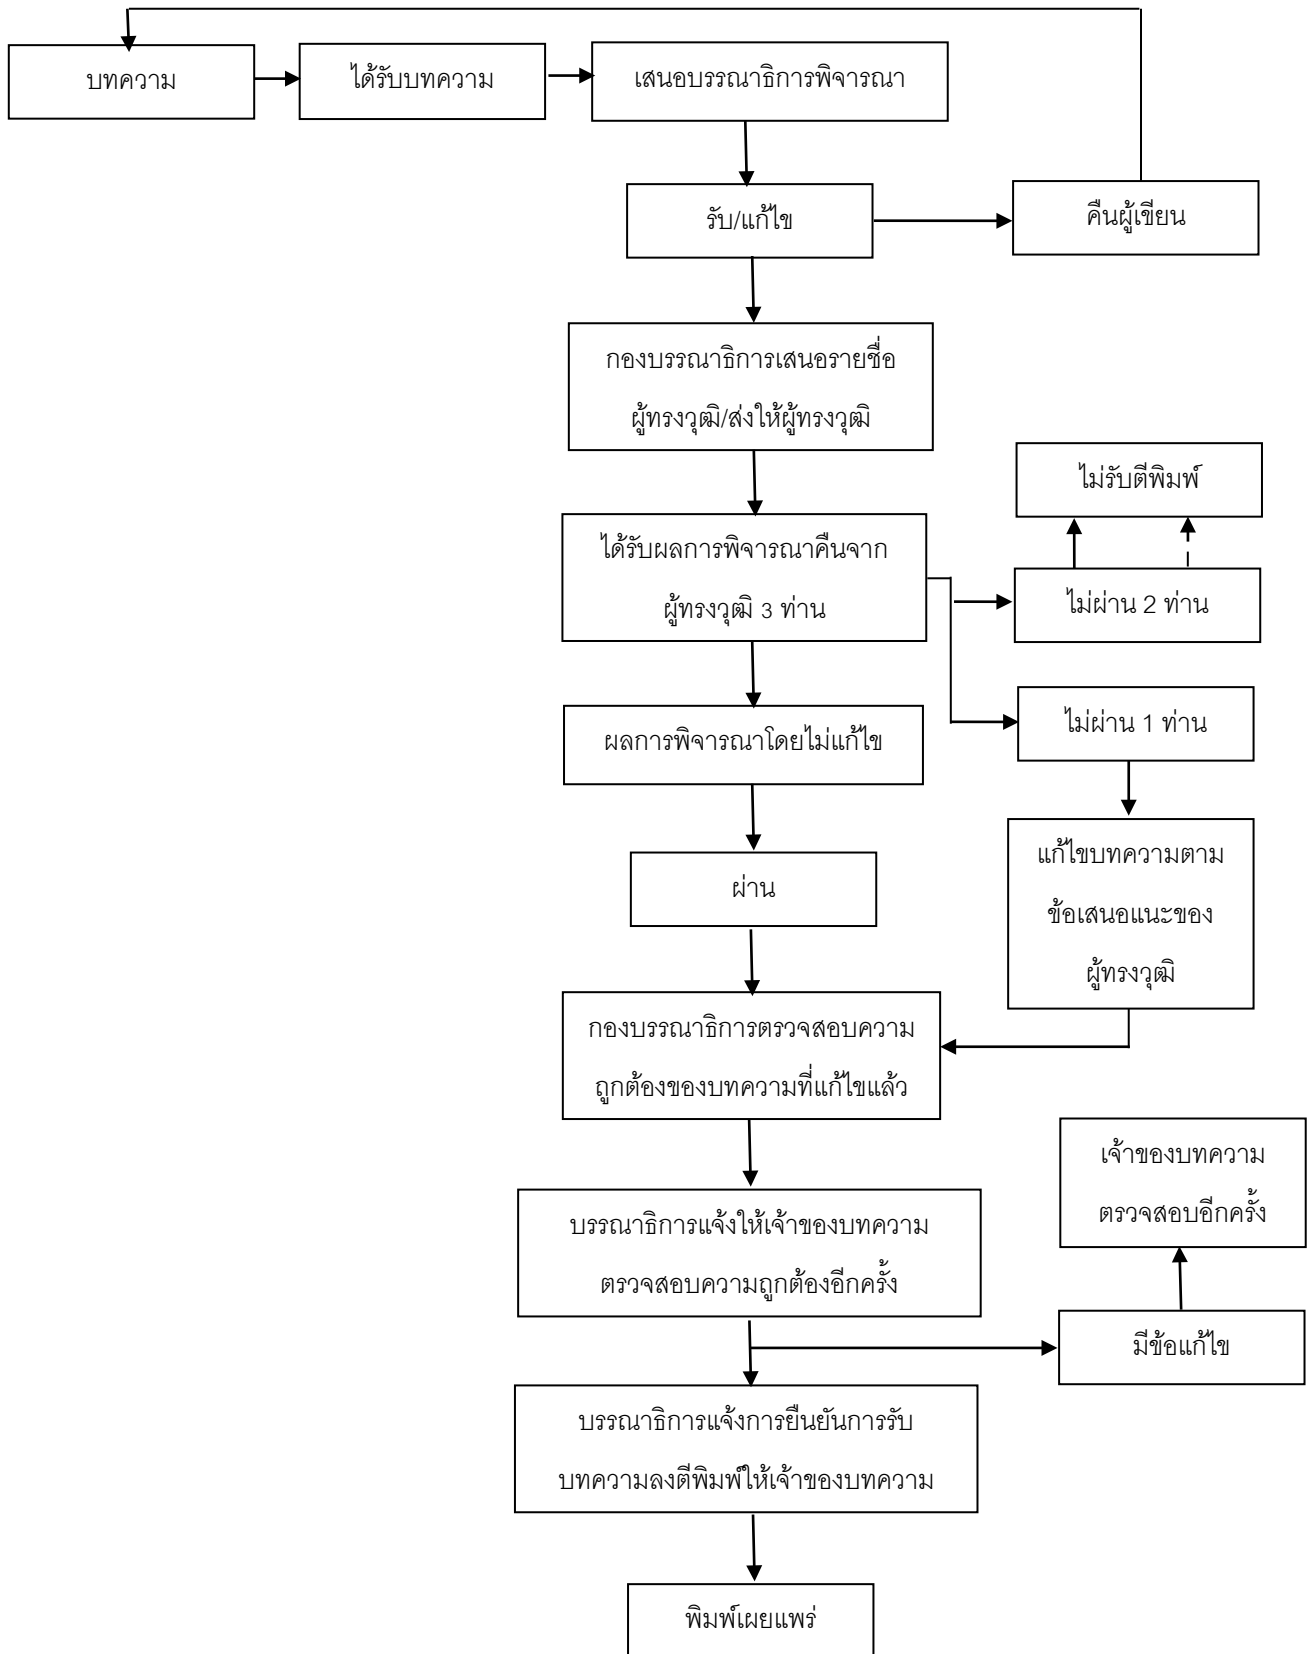 บทความ
ได้รับบทความ
เสนอบรรณาธิการพิจารณา
รับ/แก้ไข
คืนผู้เขียน
กองบรรณาธิการเสนอรายชื่อ
ผู้ทรงวุฒิ/ส่งให้ผู้ทรงวุฒิ
ไม่รับตีพิมพ์
ได้รับผลการพิจารณาคืนจาก
ผู้ทรงวุฒิ 3 ท่าน
ไม่ผ่าน 2 ท่าน
ผลการพิจารณาโดยไม่แก้ไข
ไม่ผ่าน 1 ท่าน
ผ่าน
แก้ไขบทความตาม
ข้อเสนอแนะของ
ผู้ทรงวุฒิ
กองบรรณาธิการตรวจสอบความ
ถูกต้องของบทความที่แก้ไขแล้ว
เจ้าของบทความ
ตรวจสอบอีกครั้ง
บรรณาธิการแจ้งให้เจ้าของบทความ
ตรวจสอบความถูกต้องอีกครั้ง
มีข้อแก้ไข
บรรณาธิการแจ้งการยืนยันการรับ
บทความลงตีพิมพ์ให้เจ้าของบทความ
พิมพ์เผยแพร่